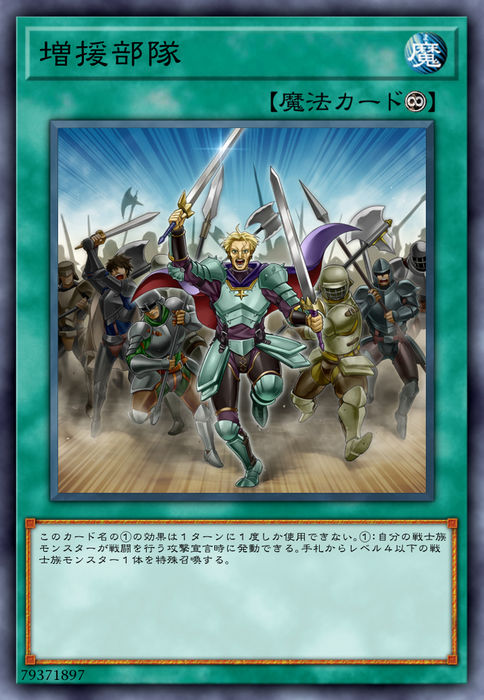 増援部隊
魔
【魔法カード♾】
このカード名の①の効果は１ターンに１度しか使用できない。①：自分の戦士族
モンスターが戦闘を行う攻撃宣言時に発動できる。手札からレベル４以下の戦
士族モンスター１体を特殊召喚する。
79371897